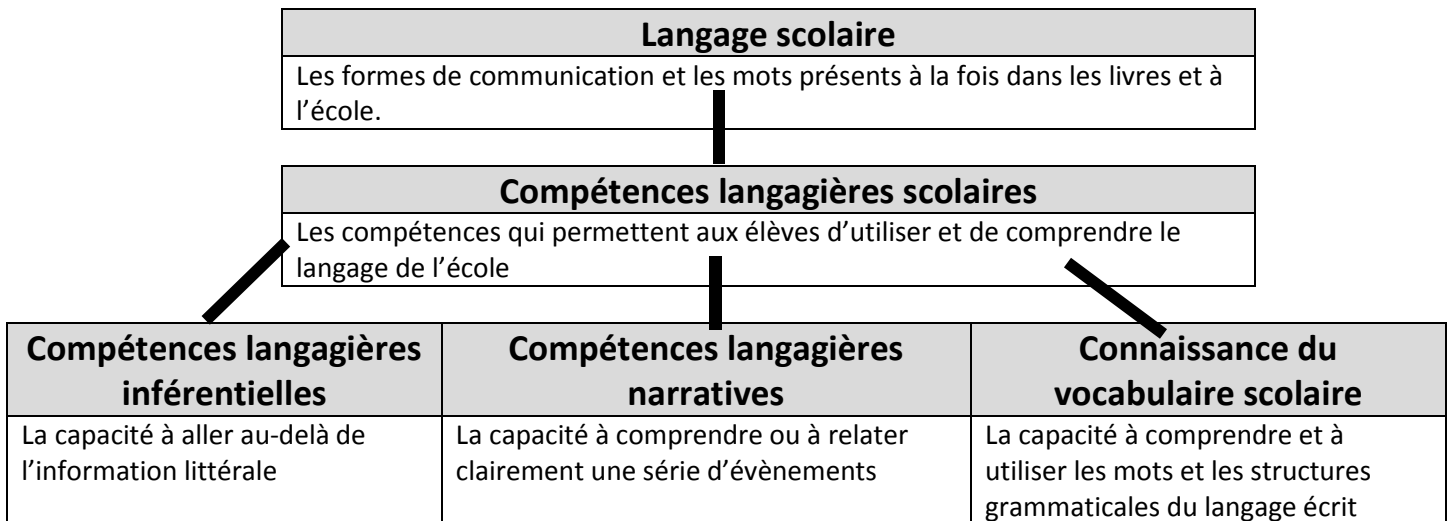 Langage scolaire
Les formes de communication et les mots présents à la fois dans les livres et à
l’école.
Compétences langagières scolaires
Les compétences qui permettent aux élèves d’utiliser et de comprendre le
langage de l’école
Compétences langagières
inférentielles
La capacité à aller au-delà de
l’information littérale
Compétences langagières
narratives
La capacité à comprendre ou à relater
clairement une série d’évènements
Connaissance du
vocabulaire scolaire
La capacité à comprendre et à
utiliser les mots et les structures
grammaticales du langage écrit